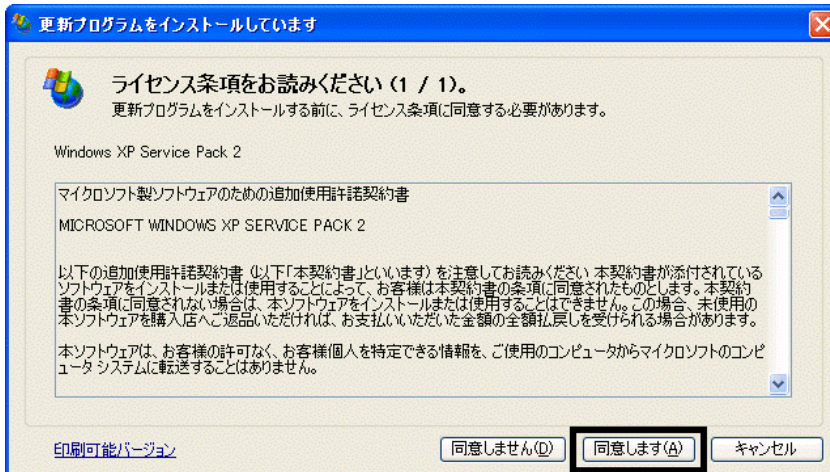 更新プログラムをインストールしています
ライセンス条項をお読みください (1 / 1)。
更新プログラムをインストールする前に、ライセンス条項に同意する必要があります。
Windows XP Service Pack 2
マイクロソフト製ソフトウェアのための追加使用許諾契約書
MICROSOFT WINDOWS XP SERVICE PACK 2
以下の追加使用許諾契約書 (以下「本契約書」といいます) を注意してお読みください 本契約書が添付されている
ソフトウェアをインストールまたは使用することによって、お客様は本契約書の条項に同意されたものとします。本契約
書の条項に同意されない場合は、本ソフトウェアをインストールまたは使用することはできません。この場合、未使用の
本ソフトウェアを購入店へご返品いただければ、お支払いいただいた金額の全額払戻しを受けられる場合があります。
本ソフトウェアは、お客様の許可なく、お客様個人を特定できる情報を、ご使用のコンピュータからマイクロソフトのコンピ
ュータ システムに転送することはありません。
印刷可能バージョン
同意しません(D)
同意します(A)
キャンセル